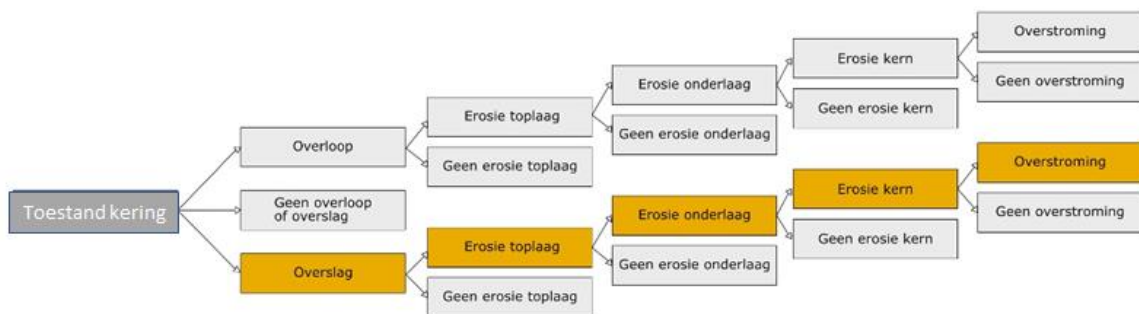 Overstroming
Erosie kern
Geen overstroming
Erosie onderlaag
Geen erosie kern
Erosie toplaag
Geen erosie onderlaag
Overloop
Geen erosie toplaag
Overstroming
Erosie kern
Geen overloop
of overslag
Toestand kering
Erosie onderlaag
Geen overstroming
Erosie toplaag
Geen erosie kern
Overslag
Geen erosie onderlaag
Geen erosie toplaag